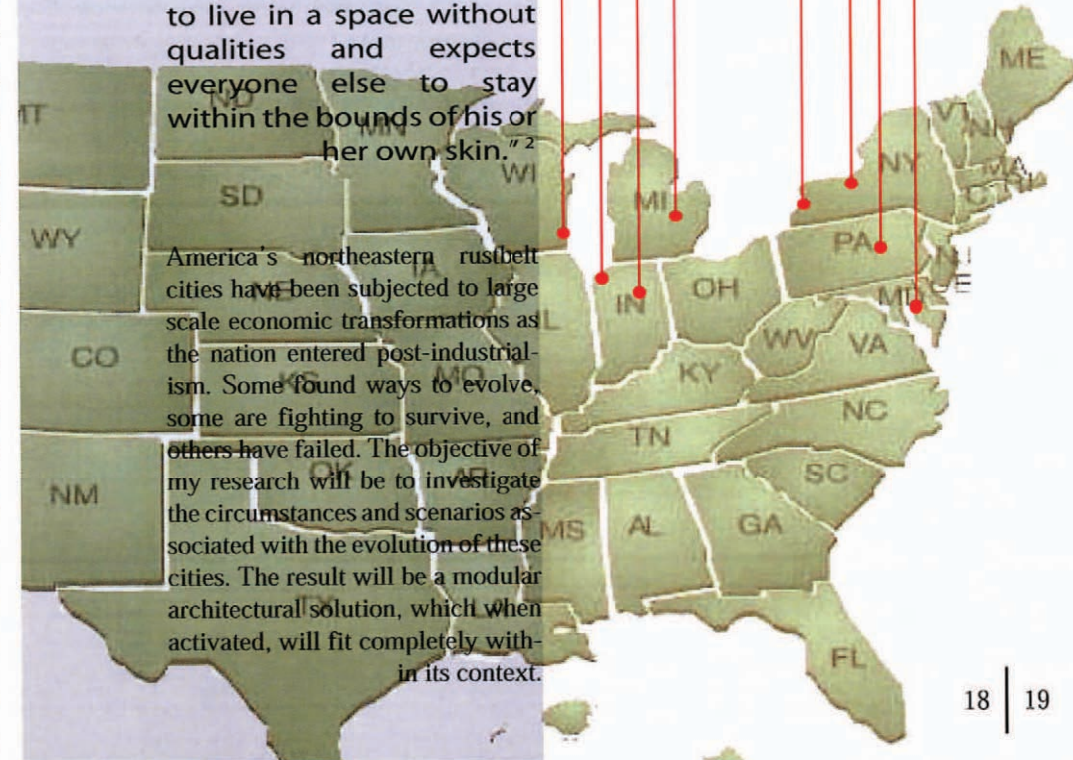 to live in a space without
qualities and expects
everyone else to stay
within the bounds of his or
her own skin." 2
America's northeastern rustbelt
cities have been subjected to large
scale economic transformations as
the nation entered post-industrial-
ism. Some found ways to evolve,
some are fighting to survive, and
others have failed. The objective of
my research will be to investigate
the circumstances and scenarios as-
sociated with the evolution of these
cities. The result will be a modular
architectural solution, which when
activated, will fit completely with-
in its context.
ME
VT
NH
ND
MN
NY
MA
WI
SD
MI
WY
PA
NJ
IA
NE
OH
IN
MD
WV
VA
CO
KS
MO
KY
NC
TN
OK
AR
SC
NM
MS
AL
GA
TX
LA
FL
18 | 19